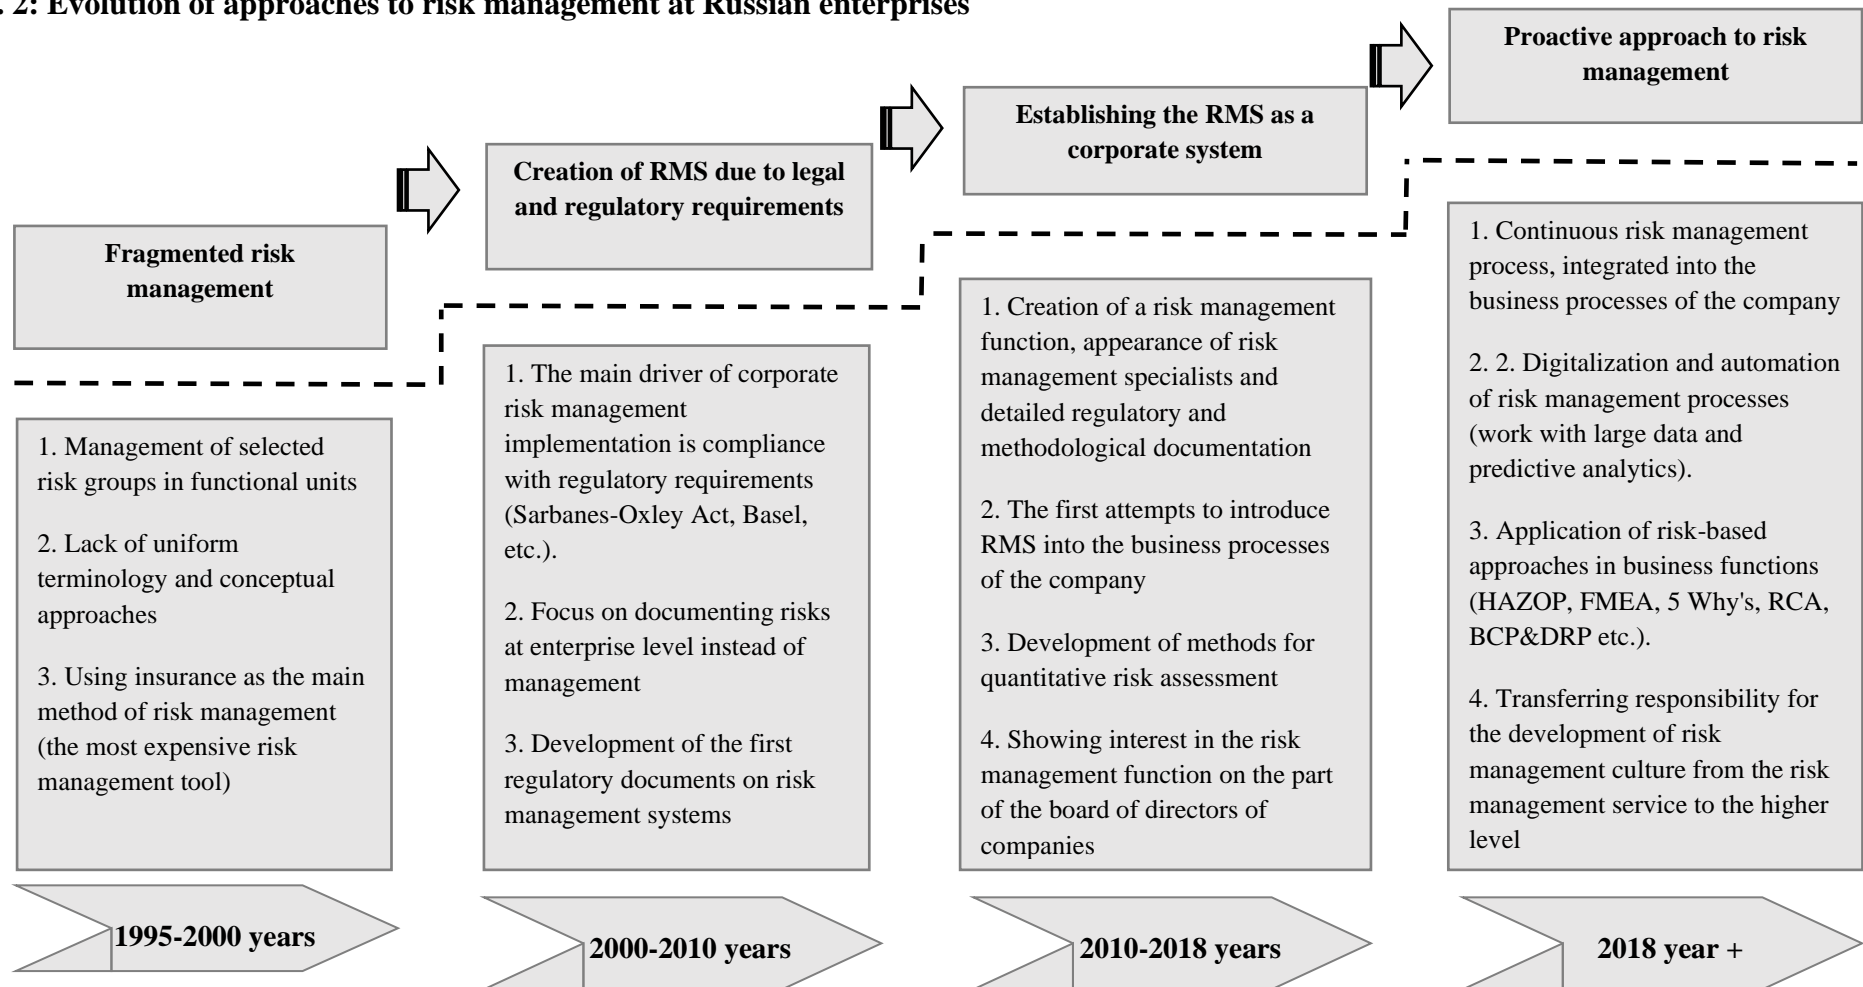 . 2: Evolution of approaches to risk management at Russian enterprises
Fragmented risk
management
1. Management of selected
risk groups in functional units
2. Lack of uniform
terminology and conceptual
approaches
3. Using insurance as the main
method of risk management
(the most expensive risk
management tool)
1995-2000 years
Creation of RMS due to legal
and regulatory requirements
1. The main driver of corporate
risk management
implementation is compliance
with regulatory requirements
(Sarbanes-Oxley Act, Basel,
etc.).
2. Focus on documenting risks
at enterprise level instead of
management
3. Development of the first
regulatory documents on risk
management systems
2000-2010 years
Establishing the RMS as a
corporate system
1. Creation of a risk management
function, appearance of risk
management specialists and
detailed regulatory and
methodological documentation
2. The first attempts to introduce
RMS into the business processes
of the company
3. Development of methods for
quantitative risk assessment
4. Showing interest in the risk
management function on the part
of the board of directors of
companies
2010-2018 years
Proactive approach to risk
management
1. Continuous risk management
process, integrated into the
business processes of the company
2. 2. Digitalization and automation
of risk management processes
(work with large data and
predictive analytics).
3. Application of risk-based
approaches in business functions
(HAZOP, FMEA, 5 Why's, RCA,
BCP&DRP etc.).
4. Transferring responsibility for
the development of risk
management culture from the risk
management service to the higher
level
2018 year +